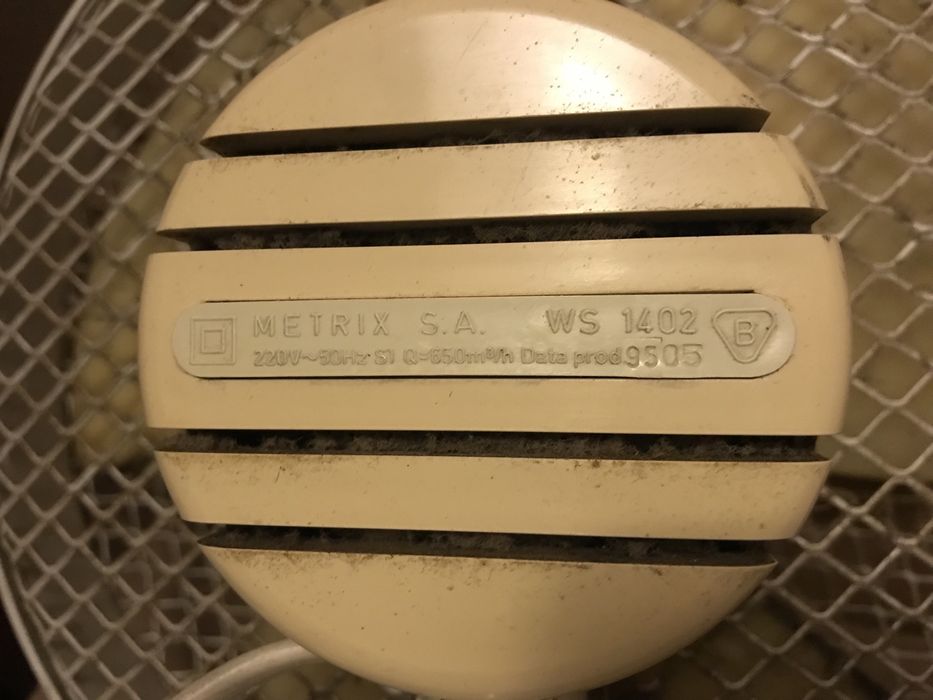 METRIX S.A. WS 1402 B
220V~50Hz S1 Q=650m³/h Data prod 9505